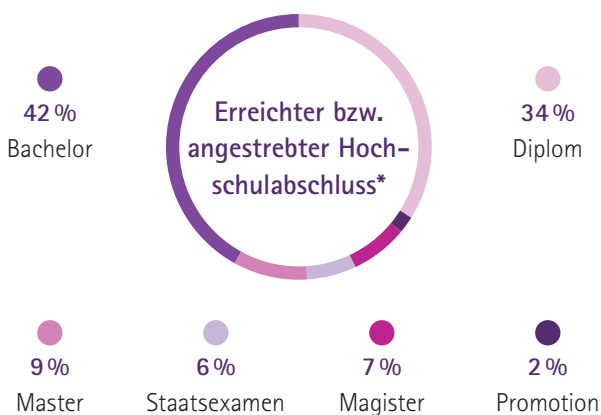 42 %
Bachelor
Erreichter bzw.
angestrebter Hoch-
schulabschluss*
34 %
Diplom
9 %
Master
6 %
Staatsexamen
7 %
Magister
2 %
Promotion